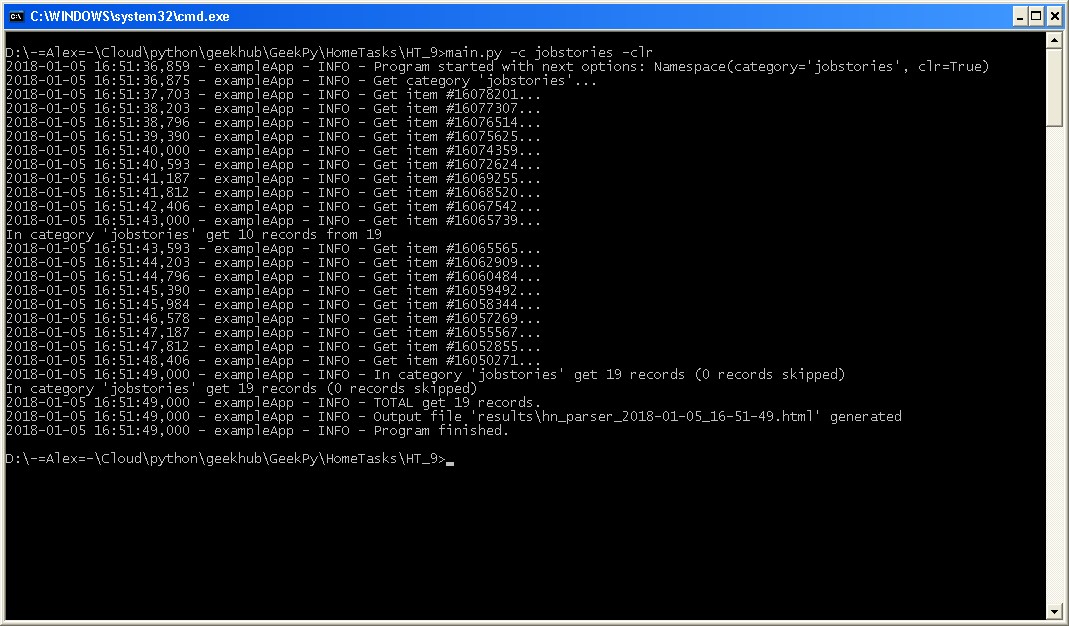 C:\WINDOWS\system32\cmd.exe
D:\-=Alex=-\Cloud\python\geekhub\GeekPy\HomeTasks\HT_9>main.py -c jobstories -clr
2018-01-05 16:51:36,859 - exampleApp - INFO - Program started with next options: Namespace(category='jobstories', clr=True)
2018-01-05 16:51:36,875 - exampleApp - INFO - Get category 'jobstories'...
2018-01-05 16:51:37,703 - exampleApp - INFO - Get item #16078201...
2018-01-05 16:51:38,203 - exampleApp - INFO - Get item #16077307...
2018-01-05 16:51:38,796 - exampleApp - INFO - Get item #16076514...
2018-01-05 16:51:39,390 - exampleApp - INFO - Get item #16075625...
2018-01-05 16:51:40,000 - exampleApp - INFO - Get item #16074359...
2018-01-05 16:51:40,593 - exampleApp - INFO - Get item #16072624...
2018-01-05 16:51:41,187 - exampleApp - INFO - Get item #16069255...
2018-01-05 16:51:41,812 - exampleApp - INFO - Get item #16068520...
2018-01-05 16:51:42,406 - exampleApp - INFO - Get item #16067542...
2018-01-05 16:51:43,000 - exampleApp - INFO - Get item #16065739...
In category 'jobstories' get 10 records from 19
2018-01-05 16:51:43,593 - exampleApp - INFO - Get item #16065565...
2018-01-05 16:51:44,203 - exampleApp - INFO - Get item #16062909...
2018-01-05 16:51:44,796 - exampleApp - INFO - Get item #16060484...
2018-01-05 16:51:45,390 - exampleApp - INFO - Get item #16059492...
2018-01-05 16:51:45,984 - exampleApp - INFO - Get item #16058344...
2018-01-05 16:51:46,578 - exampleApp - INFO - Get item #16057269...
2018-01-05 16:51:47,187 - exampleApp - INFO - Get item #16055567...
2018-01-05 16:51:47,812 - exampleApp - INFO - Get item #16052855...
2018-01-05 16:51:48,406 - exampleApp - INFO - Get item #16050271...
2018-01-05 16:51:49,000 - exampleApp - INFO - In category 'jobstories' get 19 records (0 records skipped)
In category 'jobstories' get 19 records (0 records skipped)
2018-01-05 16:51:49,000 - exampleApp - INFO - TOTAL get 19 records.
2018-01-05 16:51:49,000 - exampleApp - INFO - Output file 'results\hn_parser_2018-01-05_16-51-49.html' generated
2018-01-05 16:51:49,000 - exampleApp - INFO - Program finished.
D:\-=Alex=-\Cloud\python\geekhub\GeekPy\HomeTasks\HT_9>